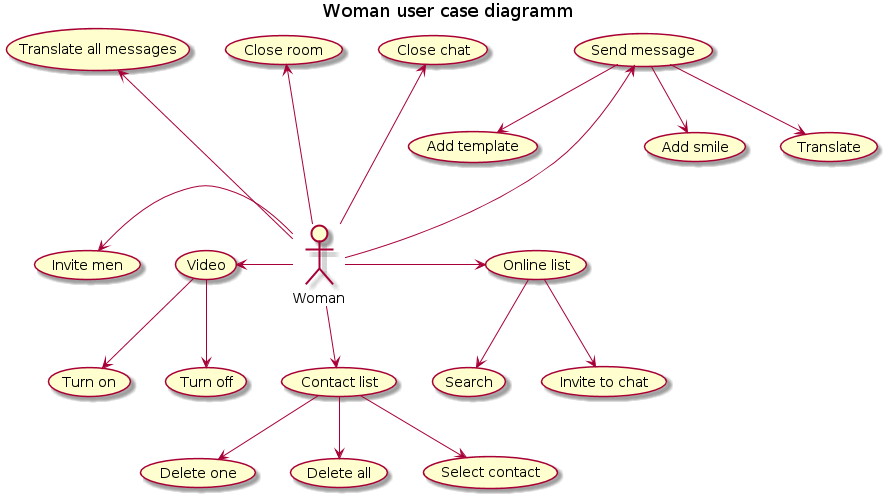 Woman user case diagramm
Translate all messages
Close room
Close chat
Send message
Add template
Add smile
Translate
Invite men
Video
Online list
Woman
Turn on
Turn off
Contact list
Search
Invite to chat
Delete one
Delete all
Select contact